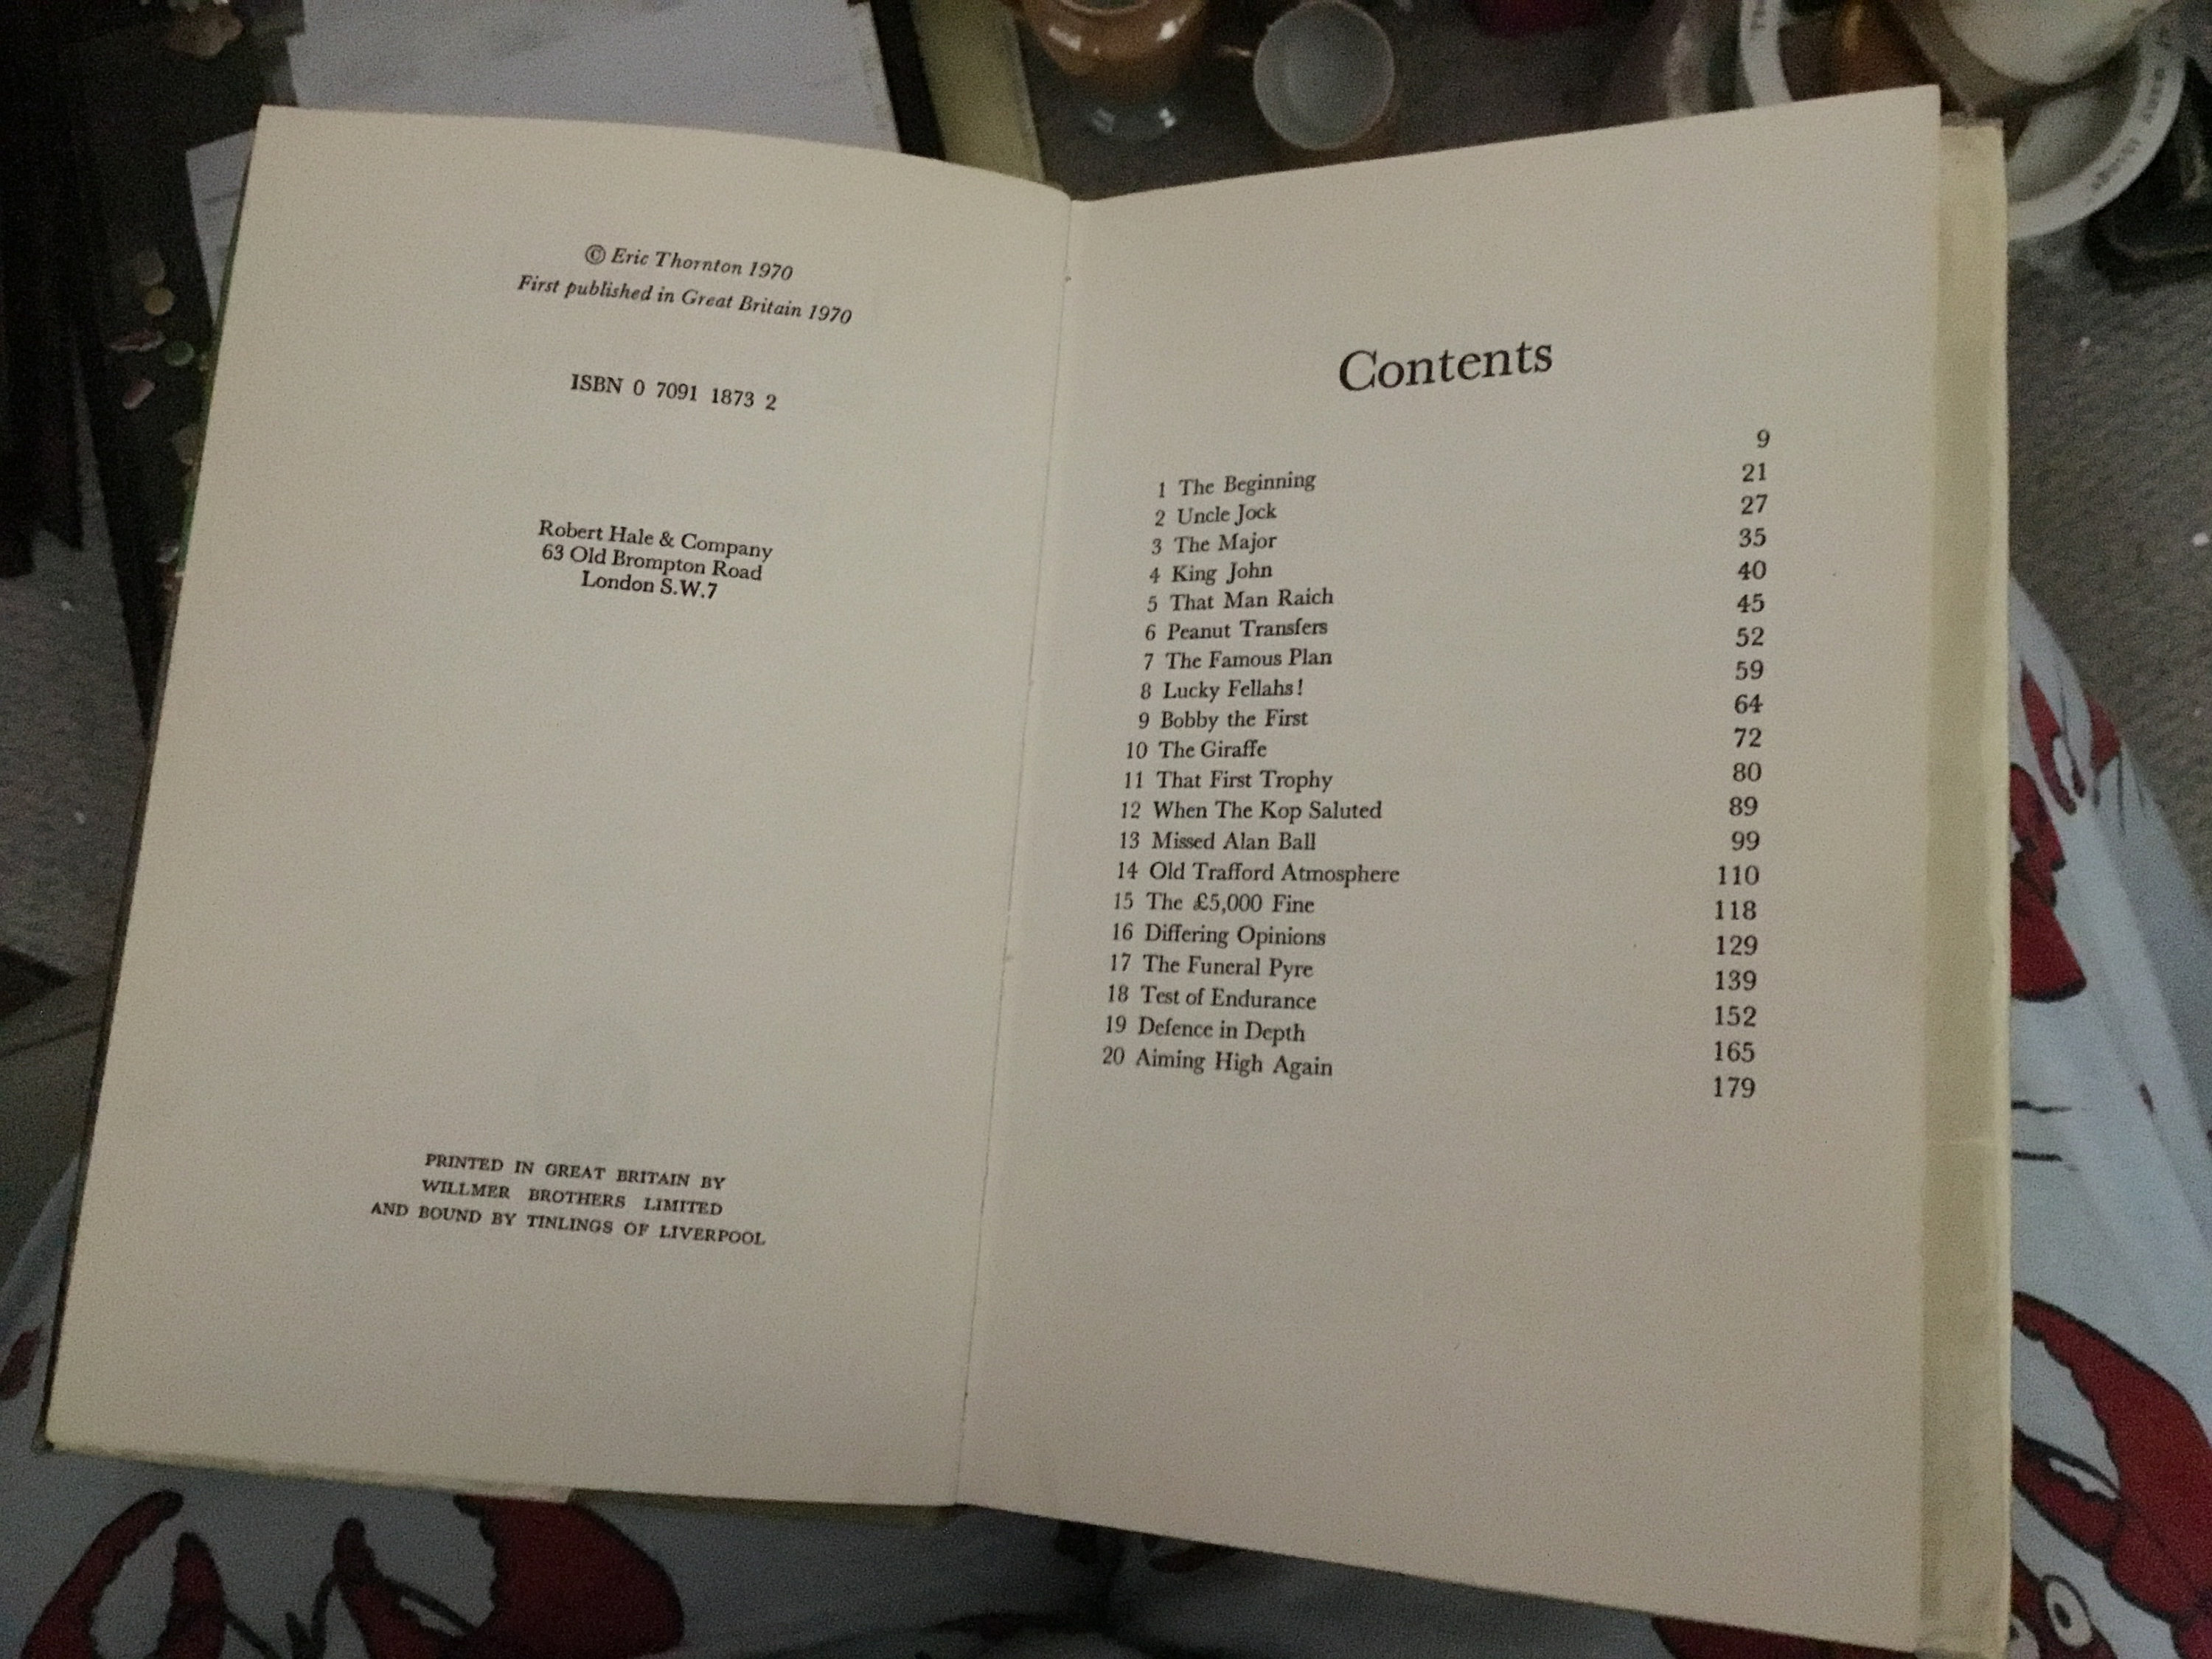 © Eric Thornton 1970
First published in Great Britain 1970
ISBN 0 7091 1873 2
Robert Hale & Company
63 Old Brompton Road
London S.W.7
PRINTED IN GREAT BRITAIN BY
WILLMER BROTHERS LIMITED
AND BOUND BY TINLINGS OF LIVERPOOL
Contents
1 The Beginning 9
2 Uncle Jock 21
3 The Major 27
4 King John 35
5 That Man Raich 40
6 Peanut Transfers 45
7 The Famous Plan 52
8 Lucky Fellahs! 59
9 Bobby the First 64
10 The Giraffe 72
11 That First Trophy 80
12 When The Kop Saluted 89
13 Missed Alan Ball 99
14 Old Trafford Atmosphere 110
15 The £5,000 Fine 118
16 Differing Opinions 129
17 The Funeral Pyre 139
18 Test of Endurance 152
19 Defence in Depth 165
20 Aiming High Again 179